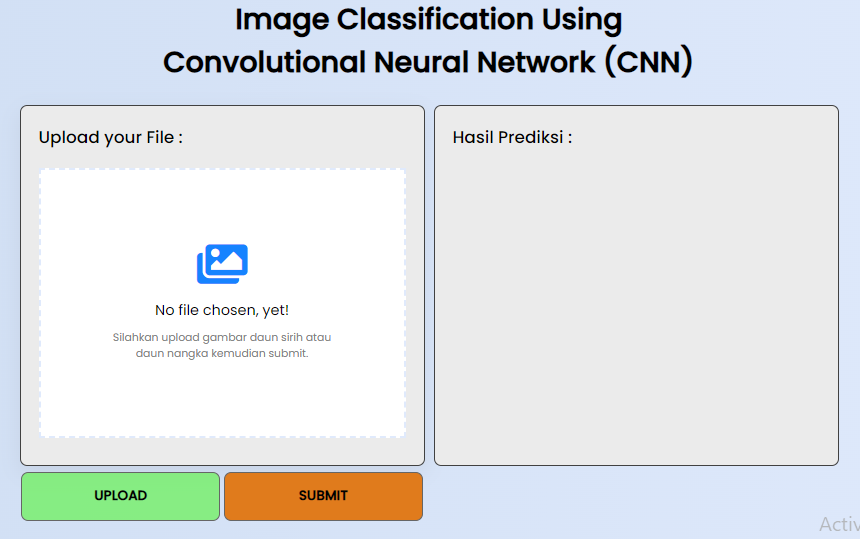 Image Classification Using
Convolutional Neural Network (CNN)
Upload your File :
No file chosen, yet!
Silahkan upload gambar daun sirih atau
daun nangka kemudian submit.
Hasil Prediksi :
UPLOAD
SUBMIT
Activ